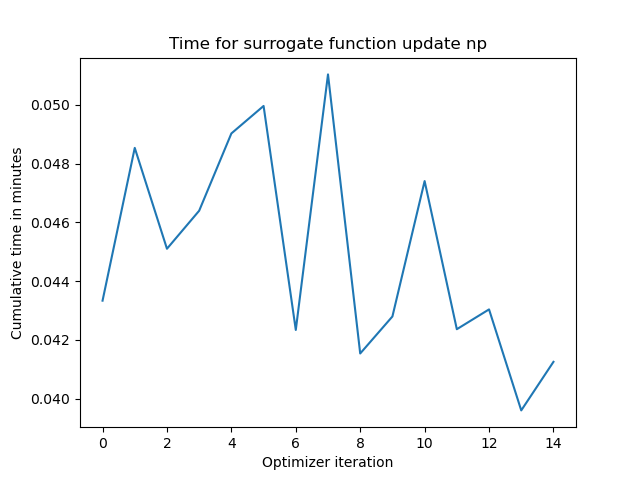 Time for surrogate function update np
Cumulative time in minutes
0.050
0.048
0.046
0.044
0.042
0.040
0 2 4 6 8 10 12 14
Optimizer iteration